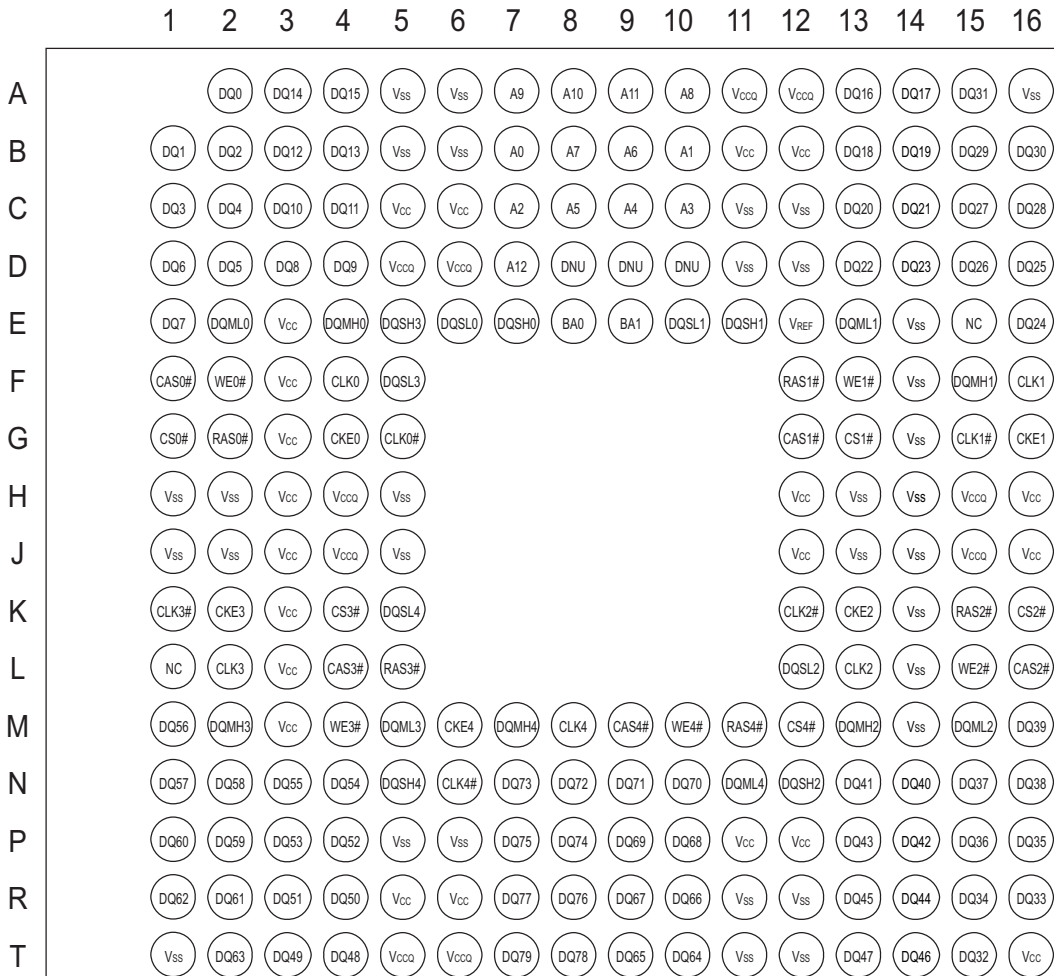 1 2 3 4 5 6 7 8 9 10 11 12 13 14 15 16
A DQ0 DQ14 DQ15 VSS VSS A9 A10 A11 A8 VCCQ VCCQ DQ16 DQ17 DQ31 VSS
B DQ1 DQ2 DQ12 DQ13 VSS VSS A0 A7 A6 A1 VCC VCC DQ18 DQ19 DQ29 DQ30
C DQ3 DQ4 DQ10 DQ11 VCC VCC A2 A5 A4 A3 VSS VSS DQ20 DQ21 DQ27 DQ28
D DQ6 DQ5 DQ8 DQ9 VCCQ VCCQ A12 DNU DNU DNU VSS VSS DQ22 DQ23 DQ26 DQ25
E DQ7 DQML0 VCC DQMH0 DQSH3 DQSL0 DQSH0 BA0 BA1 DQSL1 DQSH1 VREF DQML1 VSS NC DQ24
F CAS0# WE0# VCC CLK0 DQSL3 RAS1# WE1# VSS DQMH1 CLK1
G CS0# RAS0# VCC CKE0 CLK0# CAS1# CS1# VSS CLK1# CKE1
H VSS VSS VCC VCCQ VSS VCC VSS VSS VCCQ VCC
J VSS VSS VCC VCCQ VSS VCC VSS VSS VCCQ VCC
K CLK3# CKE3 VCC CS3# DQSL4 CLK2# CKE2 VSS RAS2# CS2#
L NC CLK3 VCC CAS3# RAS3# DQSL2 CLK2 VSS WE2# CAS2#
M DQ56 DQMH3 VCC WE3# DQML3 CKE4 DQMH4 CLK4 CAS4# WE4# RAS4# CS4# DQMH2 VSS DQML2 DQ39
N DQ57 DQ58 DQ55 DQ54 DQSH4 CLK4# DQ73 DQ72 DQ71 DQ70 DQML4 DQSH2 DQ41 DQ40 DQ37 DQ38
P DQ60 DQ59 DQ53 DQ52 VSS VSS DQ75 DQ74 DQ69 DQ68 VCC VCC DQ43 DQ42 DQ36 DQ35
R DQ62 DQ61 DQ51 DQ50 VCC VCC DQ77 DQ76 DQ67 DQ66 VSS VSS DQ45 DQ44 DQ34 DQ33
T VSS DQ63 DQ49 DQ48 VCCQ VCCQ DQ79 DQ78 DQ65 DQ64 VSS VSS DQ47 DQ46 DQ32 VCC